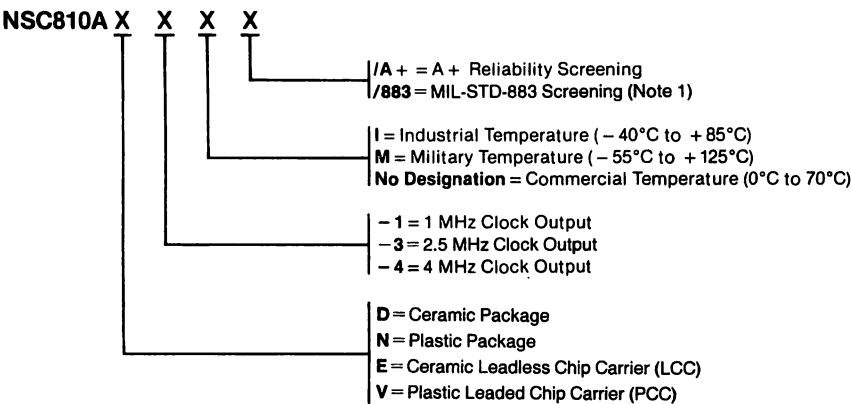 NSC810A X X X X
/A+ = A+ Reliability Screening
/883 = MIL-STD-883 Screening (Note 1)
I = Industrial Temperature (−40°C to +85°C)
M = Military Temperature (−55°C to +125°C)
No Designation = Commercial Temperature (0°C to 70°C)
−1 = 1 MHz Clock Output
−3 = 2.5 MHz Clock Output
−4 = 4 MHz Clock Output
D = Ceramic Package
N = Plastic Package
E = Ceramic Leadless Chip Carrier (LCC)
V = Plastic Leaded Chip Carrier (PCC)